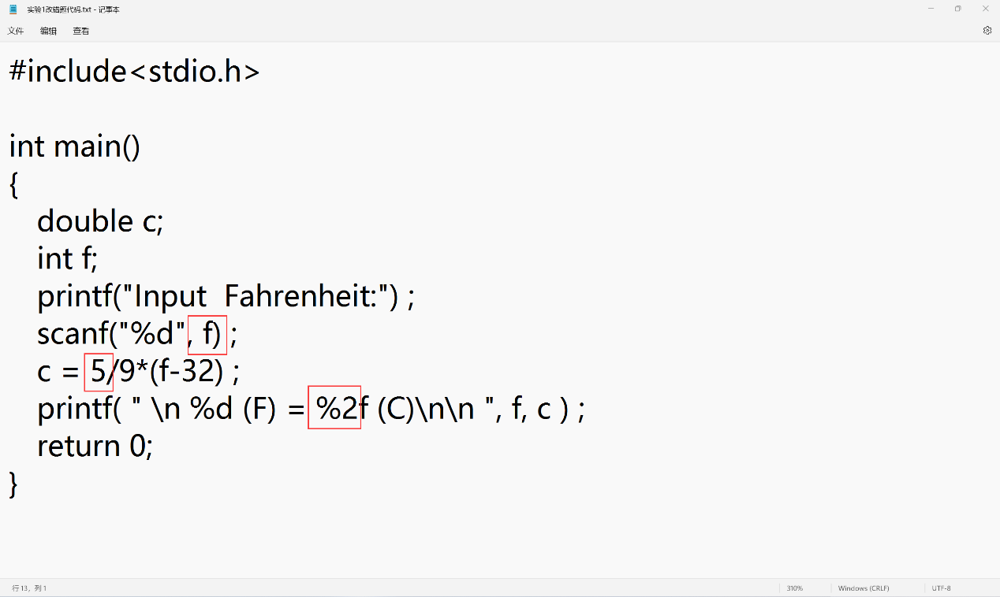 实验1改错题代码.txt - 记事本
文件 编辑 查看
#include<stdio.h>
int main()
{
double c;
int f;
printf("Input  Fahrenheit:") ;
scanf("%d", f) ;
c = 5/9*(f-32) ;
printf( " \n %d (F) = %2f (C)\n\n ", f, c ) ;
return 0;
}
行 13，列 1 310% Windows (CRLF) UTF-8